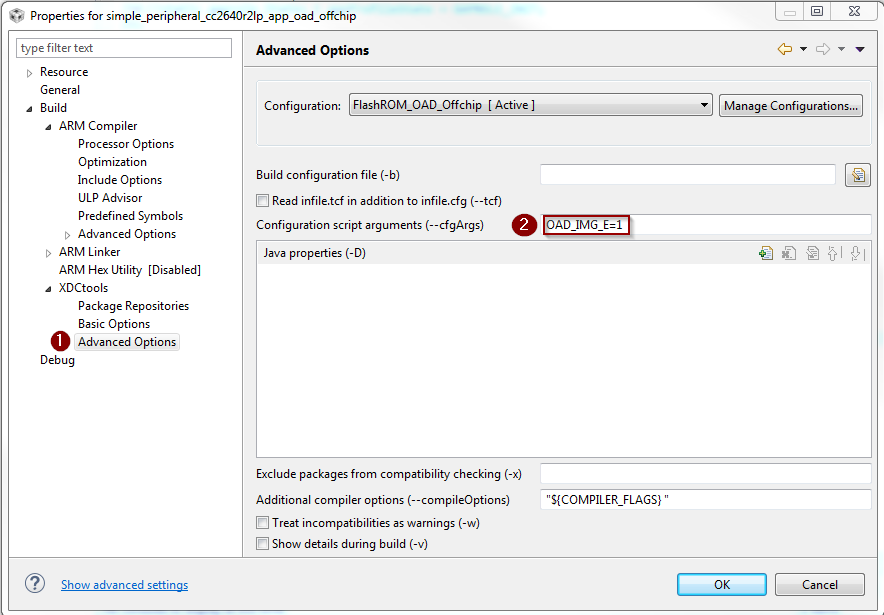 Properties for simple_peripheral_cc2640r2lp_app_oad_offchip
type filter text
Advanced Options
Resource
General
Build
ARM Compiler
Processor Options
Optimization
Include Options
ULP Advisor
Predefined Symbols
Advanced Options
ARM Linker
ARM Hex Utility [Disabled]
XDCtools
Package Repositories
Basic Options
1 Advanced Options
Debug
Configuration: FlashROM_OAD_Offchip [ Active ] Manage Configurations...
Build configuration file (-b)
Read infile.tcf in addition to infile.cfg (--tcf)
Configuration script arguments (--cfgArgs) 2 OAD_IMG_E=1
Java properties (-D)
Exclude packages from compatibility checking (-x)
Additional compiler options (--compileOptions) "${COMPILER_FLAGS} "
Treat incompatibilities as warnings (-w)
Show details during build (-v)
? Show advanced settings OK Cancel